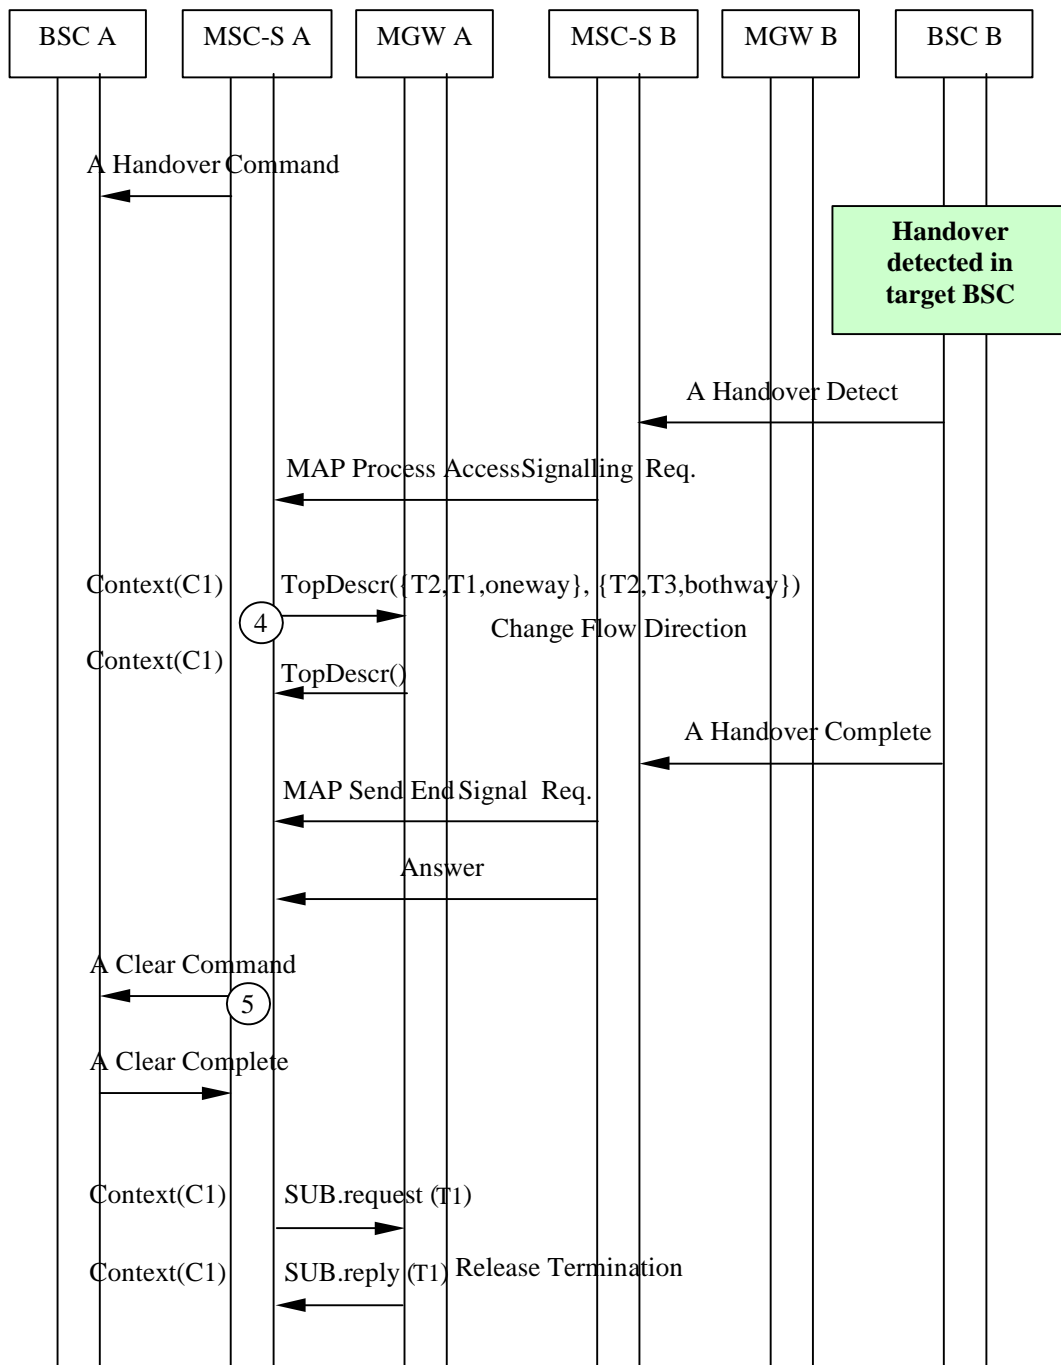 BSC A
MSC-S A
MGW A
MSC-S B
MGW B
BSC B
A Handover Command
Handover
detected in
target BSC
A Handover Detect
MAP Process AccessSignalling Req.
Context(C1)
TopDescr({T2,T1,oneway}, {T2,T3,bothway})
4
Change Flow Direction
Context(C1)
TopDescr()
A Handover Complete
MAP Send End Signal Req.
Answer
A Clear Command
5
A Clear Complete
Context(C1)
SUB.request (T1)
Context(C1)
SUB.reply (T1)
Release Termination